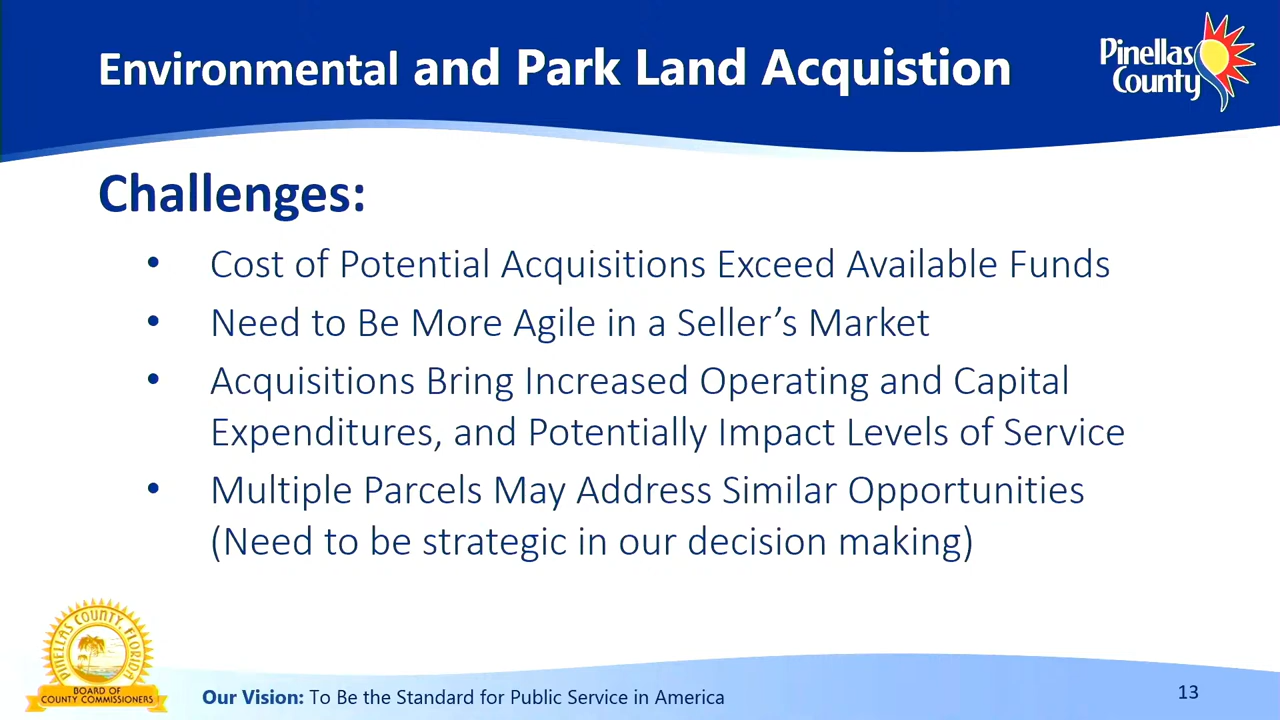 Environmental and Park Land Acquistion
Pinellas
County
Challenges:
• Cost of Potential Acquisitions Exceed Available Funds
• Need to Be More Agile in a Seller’s Market
• Acquisitions Bring Increased Operating and Capital
Expenditures, and Potentially Impact Levels of Service
• Multiple Parcels May Address Similar Opportunities
(Need to be strategic in our decision making)
PINELLAS COUNTY, FLORIDA
BOARD OF
COUNTY COMMISSIONERS
Our Vision: To Be the Standard for Public Service in America
13